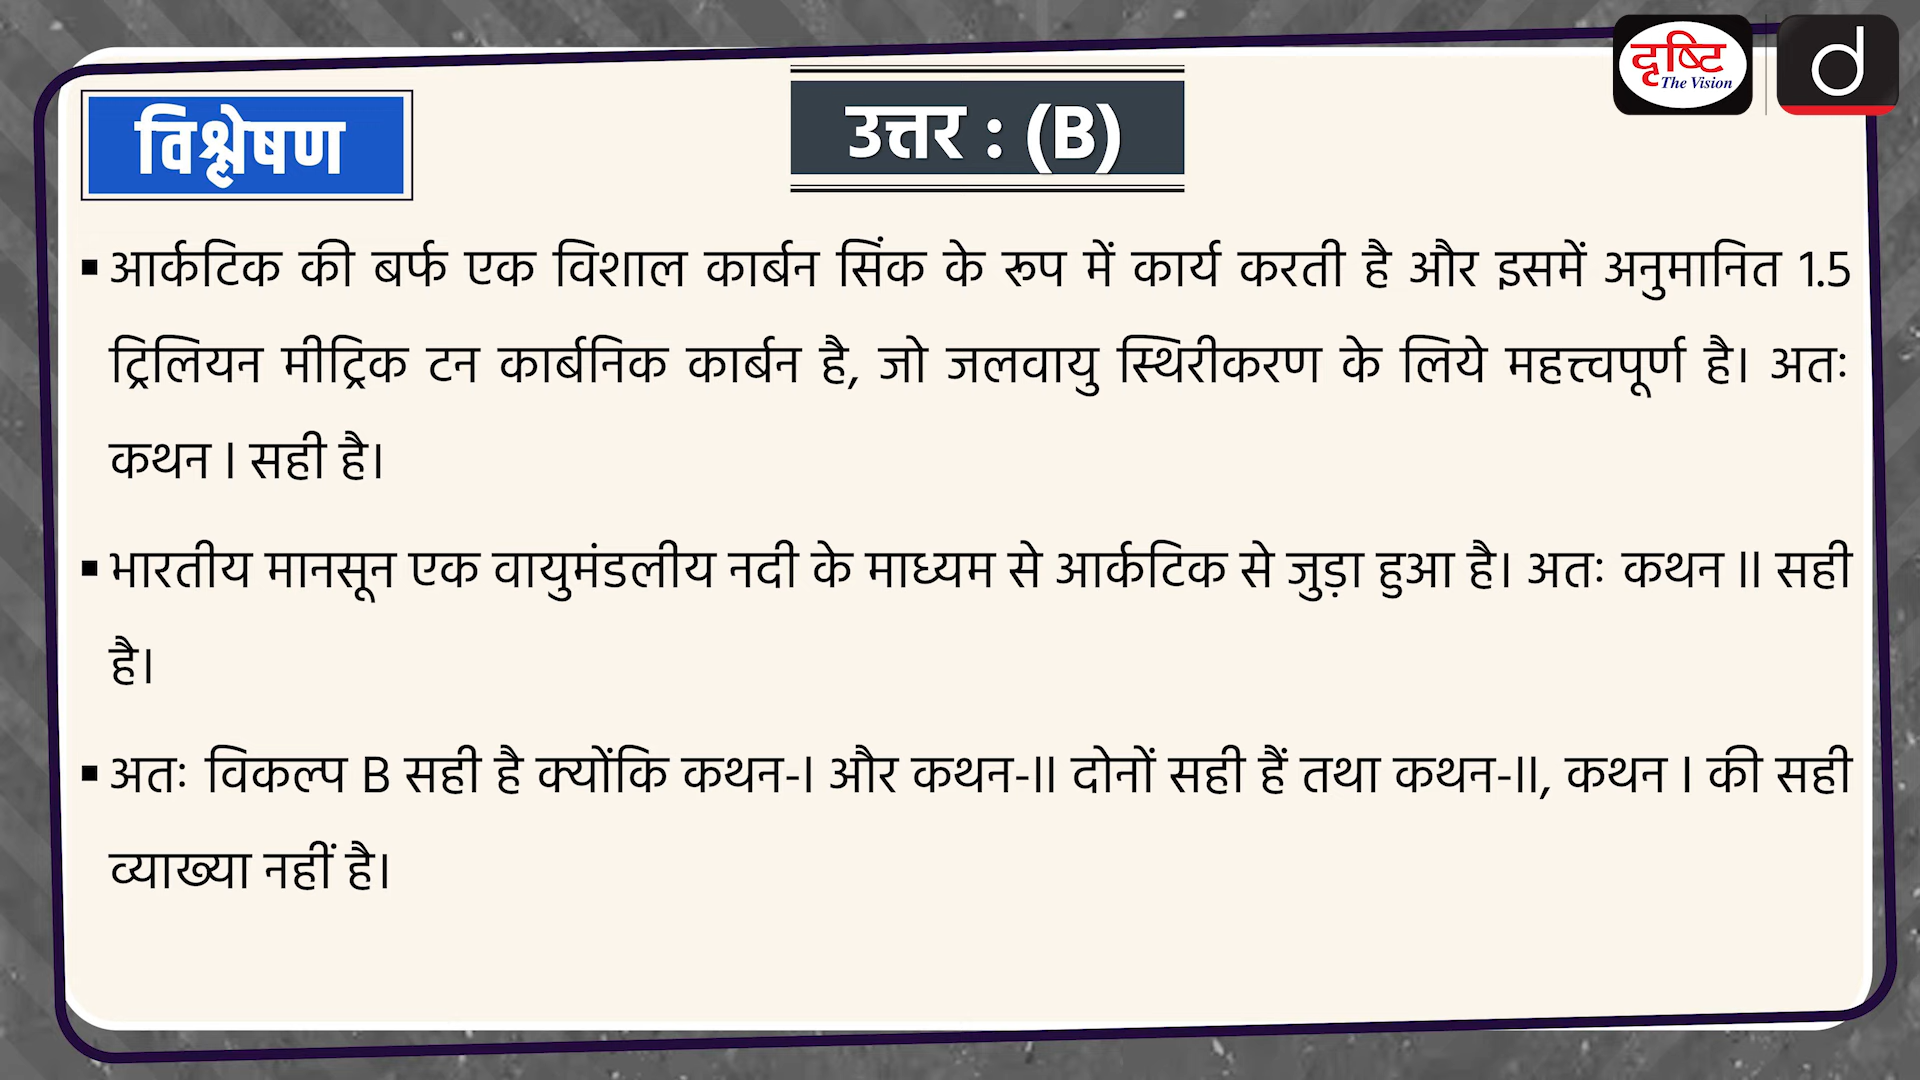 दृष्टि
The Vision
d
विश्लेषण
उत्तर : (B)
▪ आर्कटिक की बर्फ एक विशाल कार्बन सिंक के रूप में कार्य करती है और इसमें अनुमानित 1.5
ट्रिलियन मीट्रिक टन कार्बनिक कार्बन है, जो जलवायु स्थिरीकरण के लिये महत्त्वपूर्ण है। अतः
कथन I सही है।
▪ भारतीय मानसून एक वायुमंडलीय नदी के माध्यम से आर्कटिक से जुड़ा हुआ है। अतः कथन II सही
है।
▪ अतः विकल्प B सही है क्योंकि कथन-I और कथन-II दोनों सही हैं तथा कथन-II, कथन I की सही
व्याख्या नहीं है।